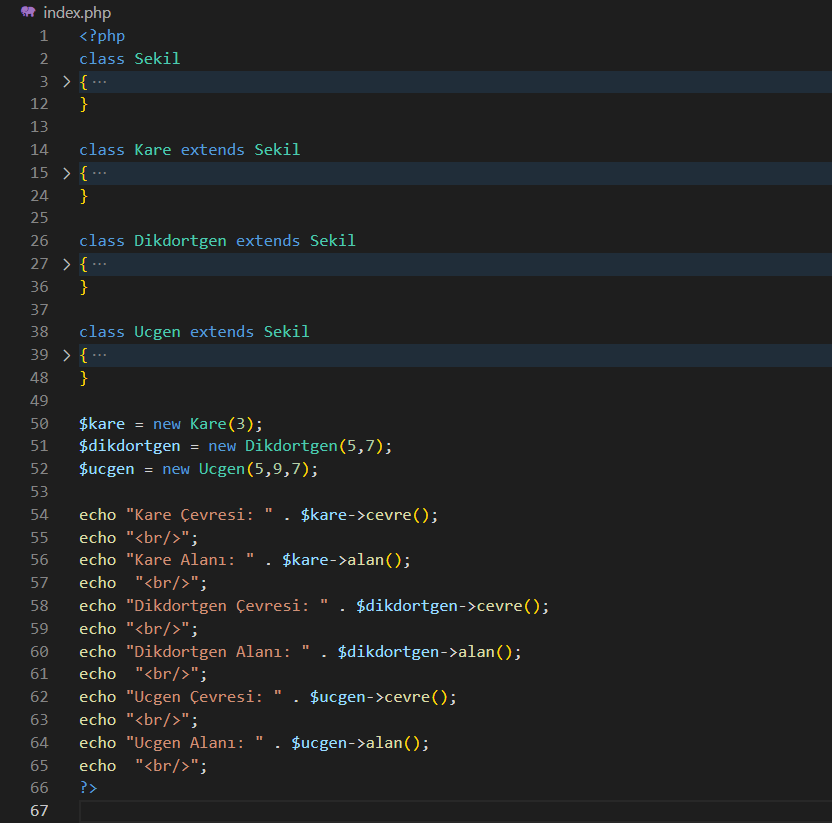 index.php
1 <?php
2 class Sekil
3 { ···
12 }
13
14 class Kare extends Sekil
15 { ···
24 }
25
26 class Dikdortgen extends Sekil
27 { ···
36 }
37
38 class Ucgen extends Sekil
39 { ···
48 }
49
50 $kare = new Kare(3);
51 $dikdortgen = new Dikdortgen(5,7);
52 $ucgen = new Ucgen(5,9,7);
53
54 echo "Kare Çevresi: " . $kare->cevre();
55 echo "<br/>";
56 echo "Kare Alanı: " . $kare->alan();
57 echo  "<br/>";
58 echo "Dikdortgen Çevresi: " . $dikdortgen->cevre();
59 echo "<br/>";
60 echo "Dikdortgen Alanı: " . $dikdortgen->alan();
61 echo  "<br/>";
62 echo "Ucgen Çevresi: " . $ucgen->cevre();
63 echo "<br/>";
64 echo "Ucgen Alanı: " . $ucgen->alan();
65 echo  "<br/>";
66 ?>
67